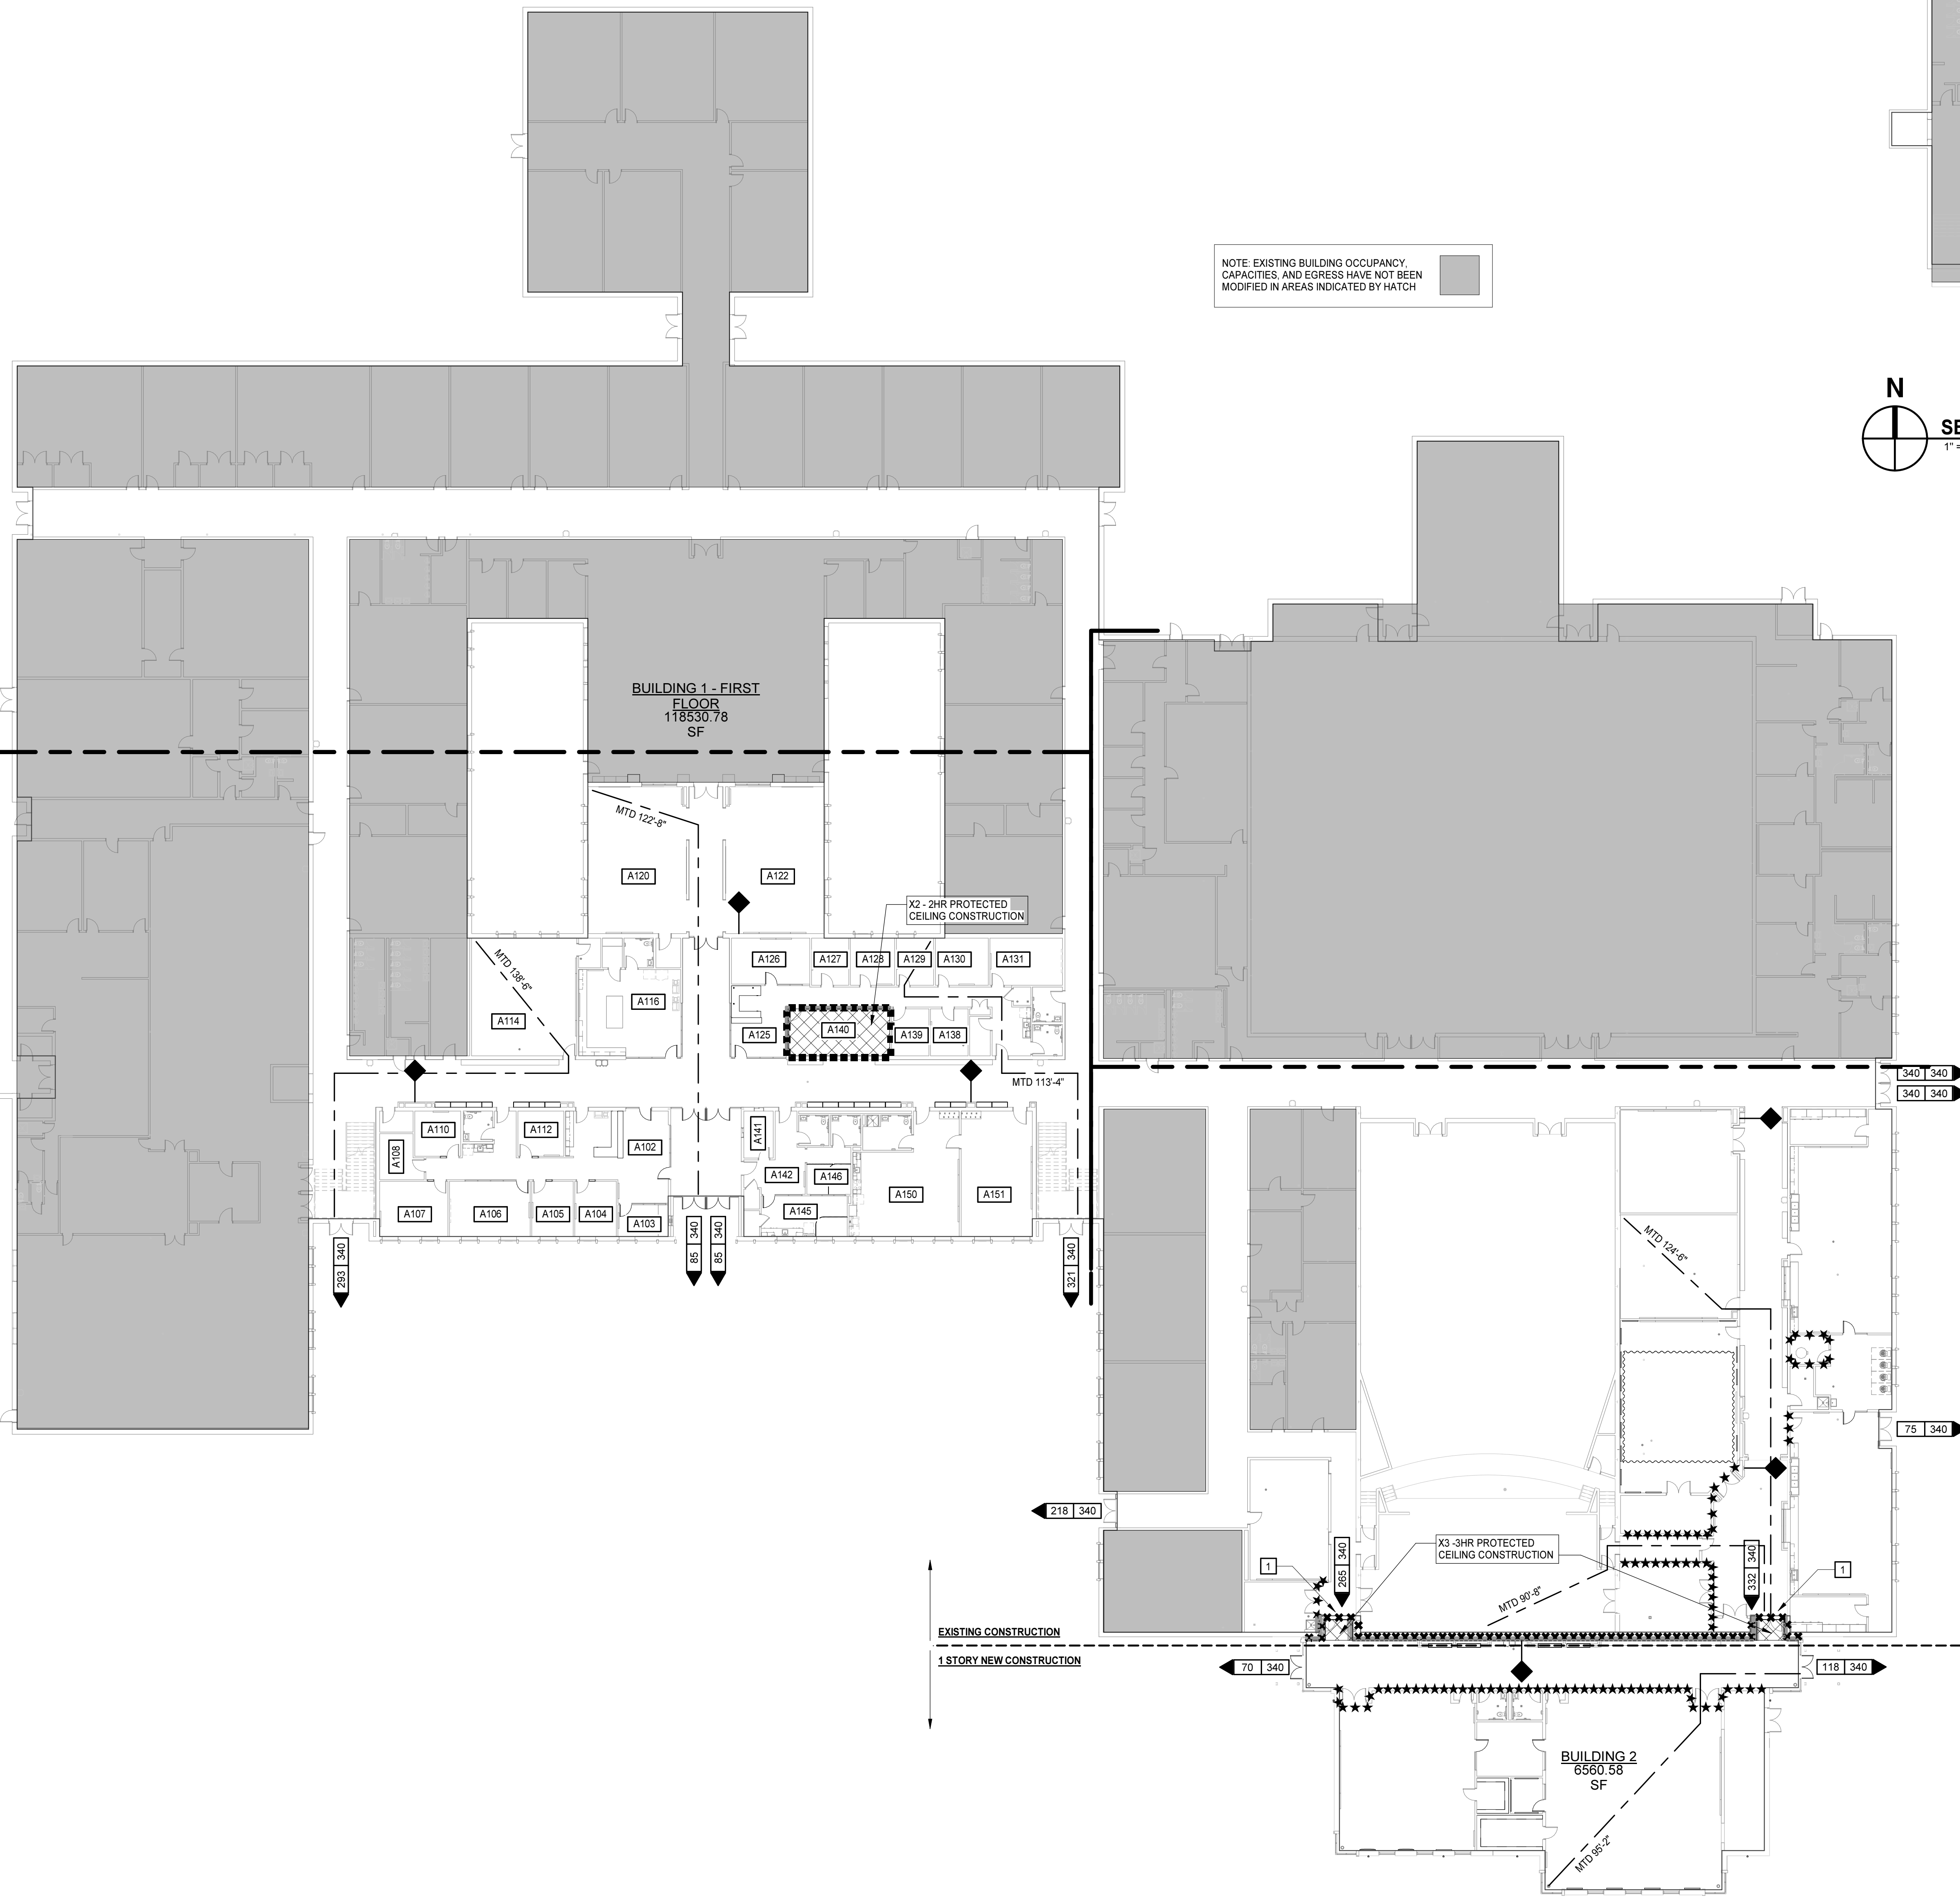 NOTE: EXISTING BUILDING OCCUPANCY,
CAPACITIES, AND EGRESS HAVE NOT BEEN
MODIFIED IN AREAS INDICATED BY HATCH
N
SE
1" =
BUILDING 1 - FIRST
FLOOR
118530.78
SF
MTD 122'-8"
A120
A122
X2 - 2HR PROTECTED
CEILING CONSTRUCTION
MTD 138'-6"
A126
A127
A128
A129
A130
A131
A116
A114
A125
A140
A139
A138
MTD 113'-4"
340 340
340 340
A110
A112
A102
A141
A108
A142
A146
A150
A151
A107
A106
A105
A104
A103
A145
293 340
85 340
85 340
321 340
MTD 124'-6"
75 340
218 340
X3 -3HR PROTECTED
CEILING CONSTRUCTION
1
265 340
332 340
1
MTD 90'-8"
EXISTING CONSTRUCTION
1 STORY NEW CONSTRUCTION
70 340
118 340
BUILDING 2
6560.58
SF
MTD 95'-2"